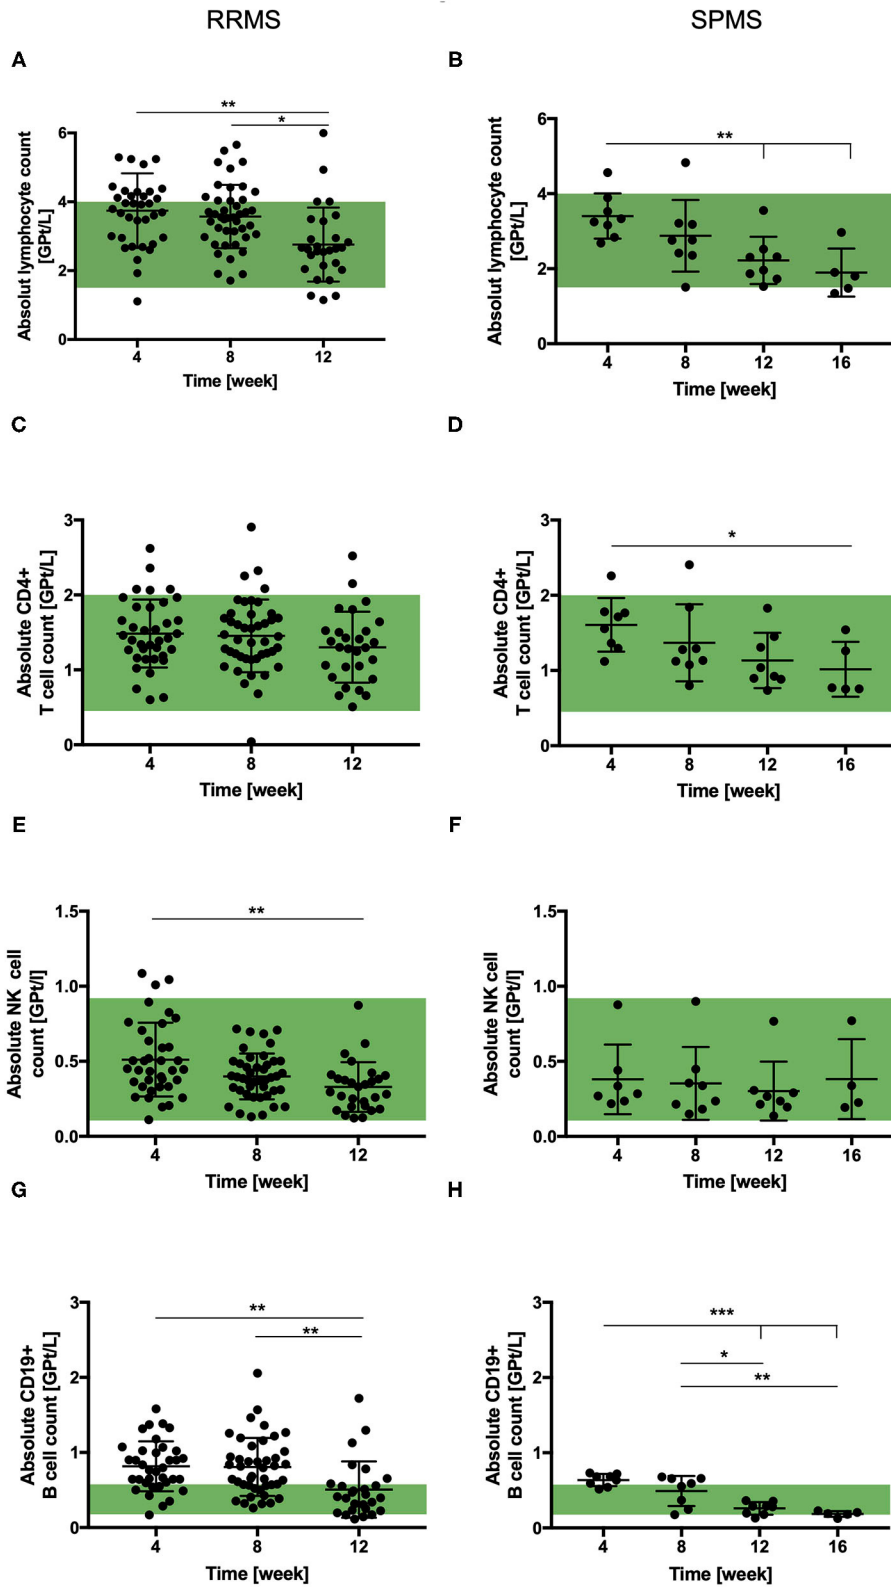 RRMS
SPMS
A
B
**
*
Absolut lymphocyte count
[GPt/L]
6
4
2
0
4
8
12
Time [week]
**
Absolut lymphocyte count
[GPt/L]
6
4
2
0
4
8
12
16
Time [week]
C
D
Absolute CD4+
T cell count [GPt/L]
3
2
1
0
4
8
12
Time [week]
*
Absolute CD4+
T cell count [GPt/L]
3
2
1
0
4
8
12
16
Time [week]
E
F
**
Absolute NK cell
count [GPt/l]
1.5
1.0
0.5
0.0
4
8
12
Time [week]
Absolute NK cell
count [GPt/l]
1.5
1.0
0.5
0.0
4
8
12
16
Time [week]
G
H
**
**
Absolute CD19+
B cell count [GPt/L]
3
2
1
0
4
8
12
Time [week]
***
*
**
Absolute CD19+
B cell count [GPt/L]
3
2
1
0
4
8
12
16
Time [week]